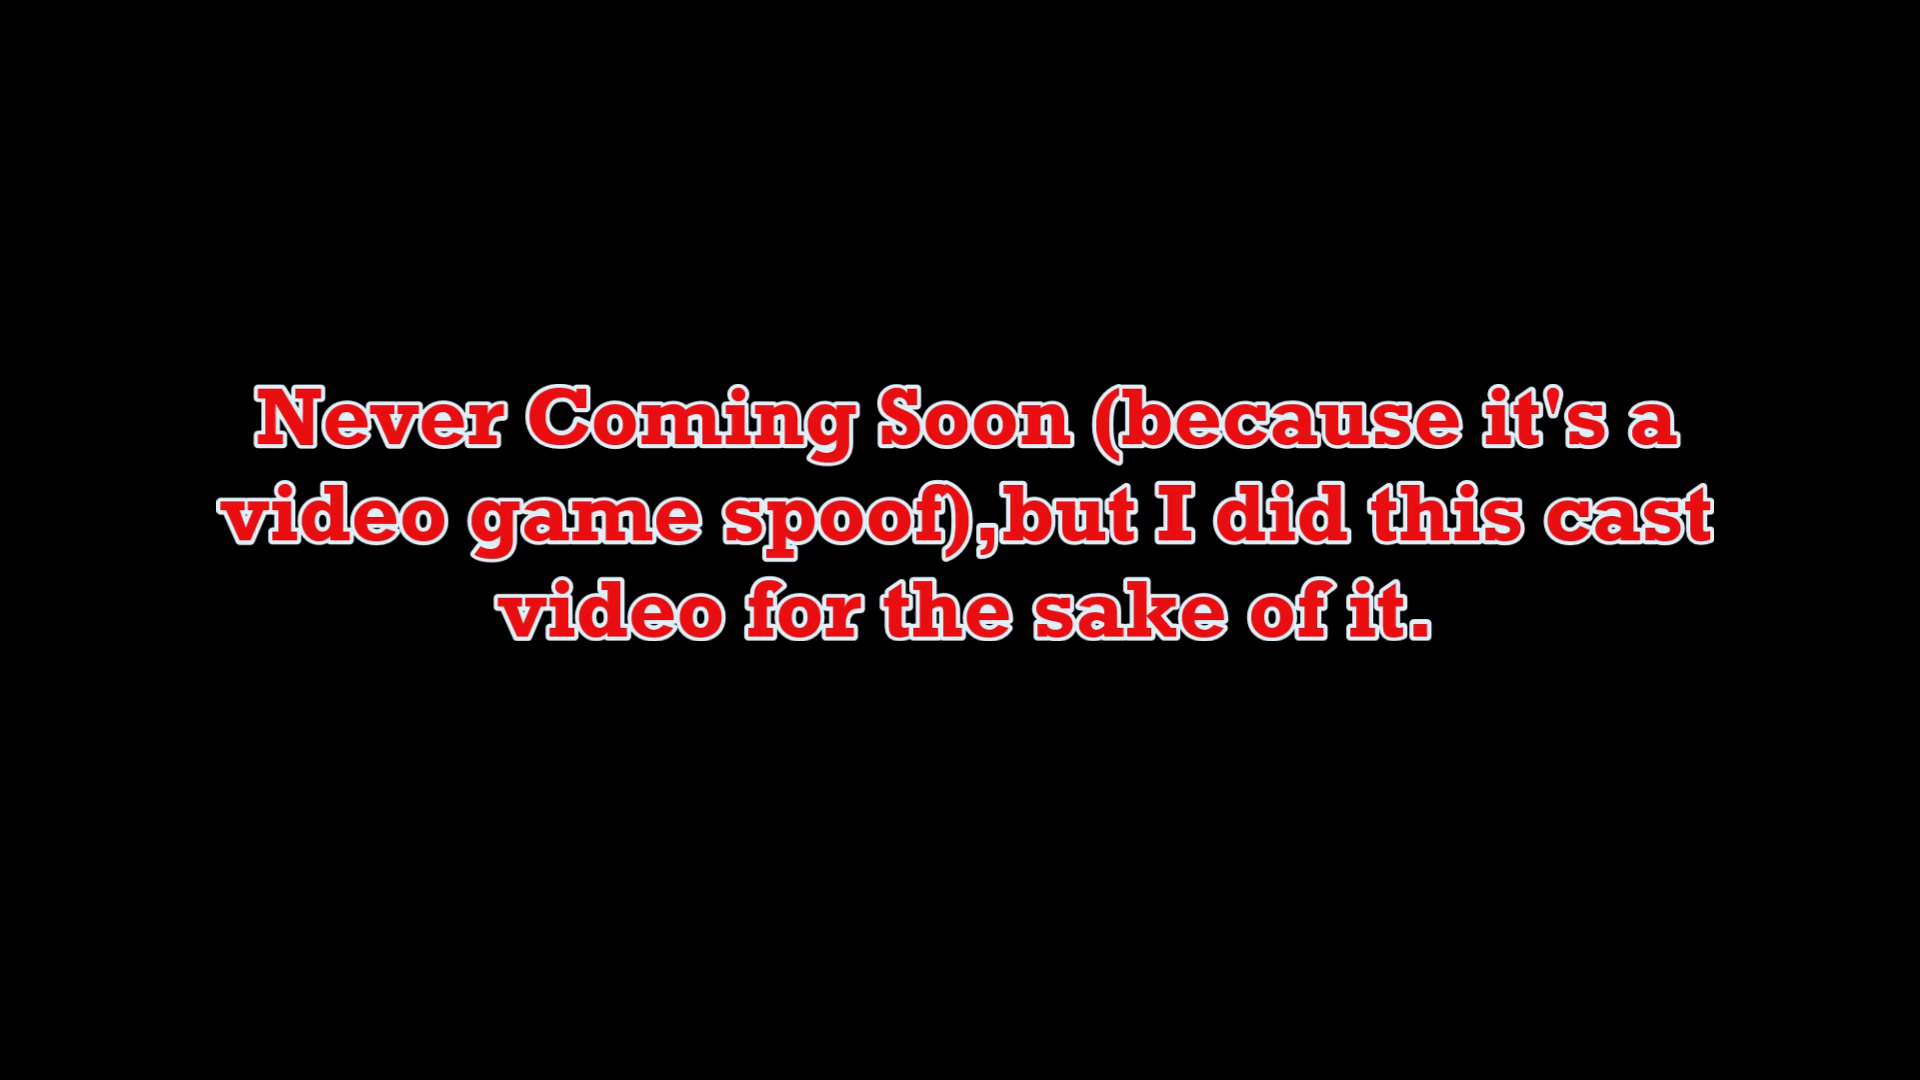 Never Coming Soon (because it's a
video game spoof),but I did this cast
video for the sake of it.